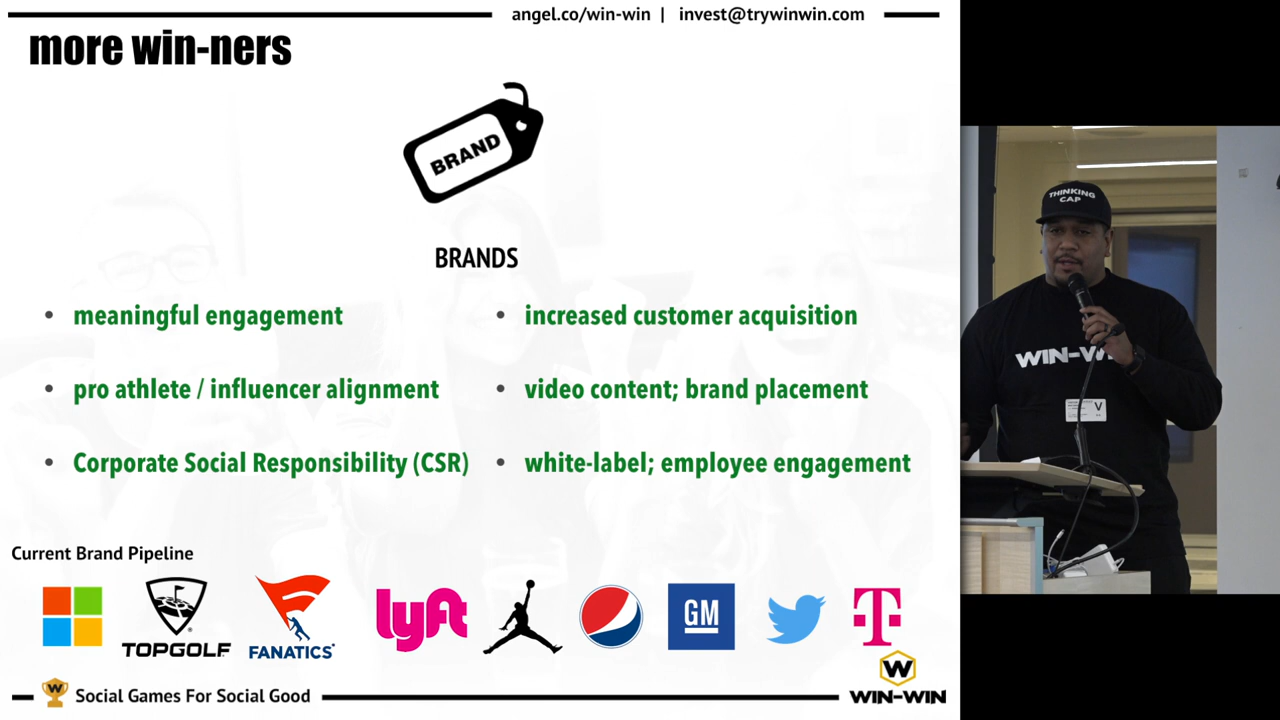 angel.co/win-win | invest@trywinwin.com
more win-ners
BRAND
BRANDS
• meaningful engagement
• increased customer acquisition
• pro athlete / influencer alignment
• video content; brand placement
• Corporate Social Responsibility (CSR)
• white-label; employee engagement
Current Brand Pipeline
TOPGOLF
FANATICS
lyft
GM
T
W
Social Games For Social Good
W
WIN-WIN
THINKING
CAP
WIN-W
V